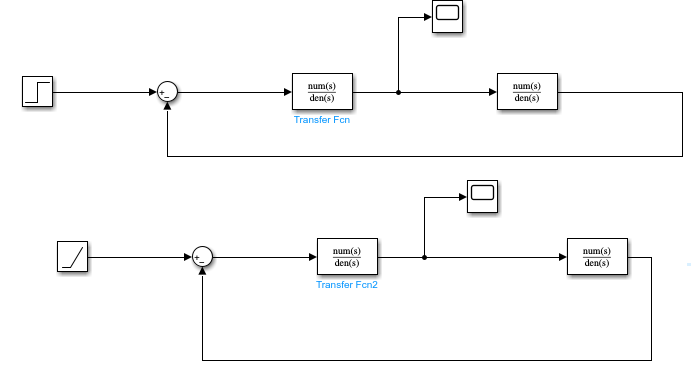 +
−
num(s)
den(s)
num(s)
den(s)
Transfer Fcn
+
−
num(s)
den(s)
num(s)
den(s)
Transfer Fcn2